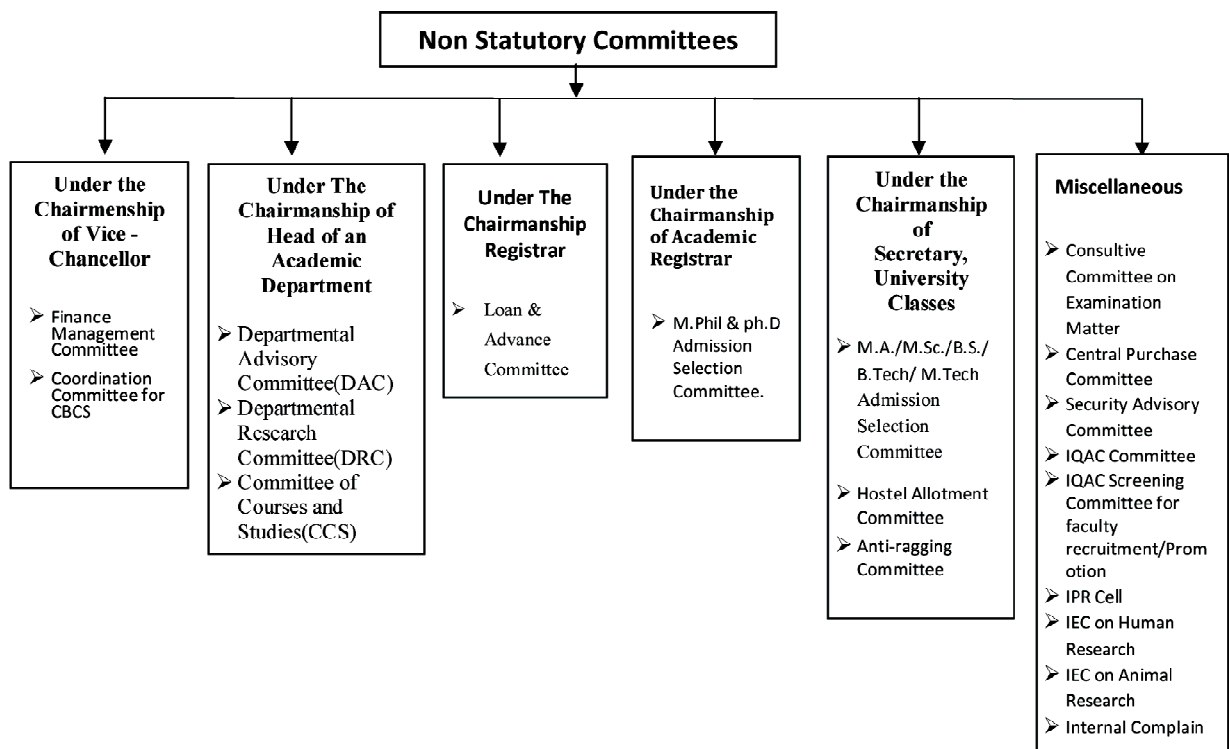 Non Statutory Committees
Under the
Chairmenship
of Vice -
Chancellor
➢ Finance
Management
Committee
➢ Coordination
Committee for
CBCS
Under The
Chairmanship of
Head of an
Academic
Department
➢ Departmental
Advisory
Committee(DAC)
➢ Departmental
Research
Committee(DRC)
➢ Committee of
Courses and
Studies(CCS)
Under The
Chairmanship
Registrar
➢ Loan &
Advance
Committee
Under the
Chairmanship
of Academic
Registrar
➢ M.Phil & ph.D
Admission
Selection
Committee.
Under the
Chairmanship
of
Secretary,
University
Classes
➢ M.A./M.Sc./B.S./
B.Tech/ M.Tech
Admission
Selection
Committee
➢ Hostel Allotment
Committee
➢ Anti-ragging
Committee
Miscellaneous
➢ Consultive
Committee on
Examination
Matter
➢ Central Purchase
Committee
➢ Security Advisory
Committee
➢ IQAC Committee
➢ IQAC Screening
Committee for
faculty
recruitment/Prom
otion
➢ IPR Cell
➢ IEC on Human
Research
➢ IEC on Animal
Research
➢ Internal Complain